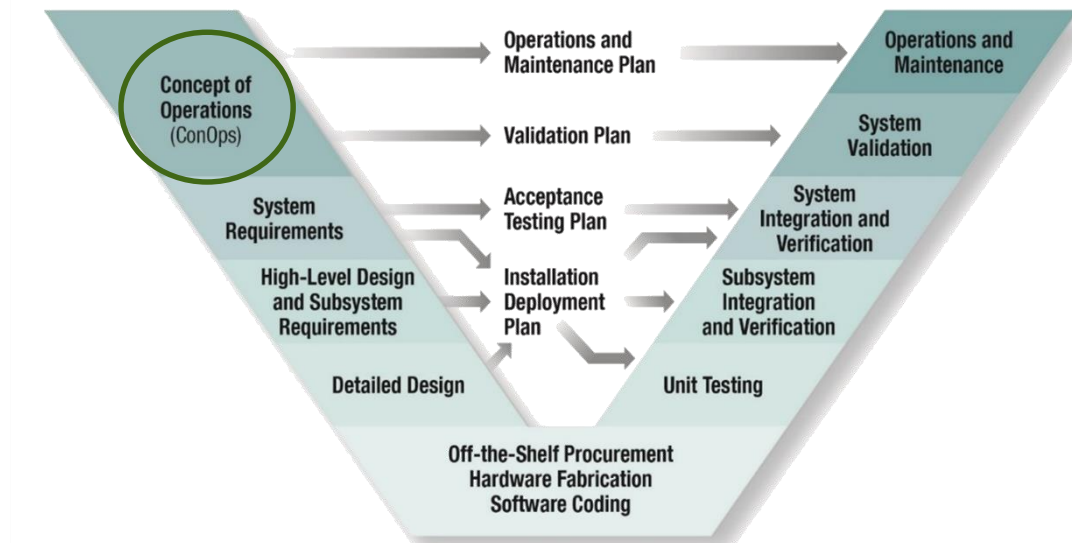 Concept of
Operations
(ConOps)
System
Requirements
High-Level Design
and Subsystem
Requirements
Detailed Design
Operations and
Maintenance Plan
Validation Plan
Acceptance
Testing Plan
Installation
Deployment
Plan
Operations and
Maintenance
System
Validation
System
Integration and
Verification
Subsystem
Integration
and Verification
Unit Testing
Off-the-Shelf Procurement
Hardware Fabrication
Software Coding